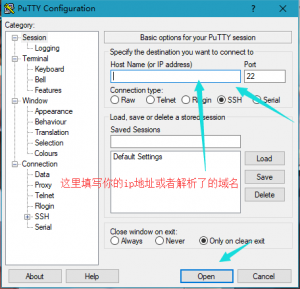 PuTTY Configuration
Category:
Session
Logging
Terminal
Keyboard
Bell
Features
Window
Appearance
Behaviour
Translation
Selection
Colours
Connection
Data
Proxy
Telnet
Rlogin
SSH
Serial
Basic options for your PuTTY session
Specify the destination you want to connect to
Host Name (or IP address) Port
22
Connection type:
Raw Telnet Rlogin SSH Serial
Load, save or delete a stored session
Saved Sessions
Default Settings
Load
Save
Delete
这里填写你的ip地址或者解析了的域名
Close window on exit:
Always Never Only on clean exit
About Help Open Cancel